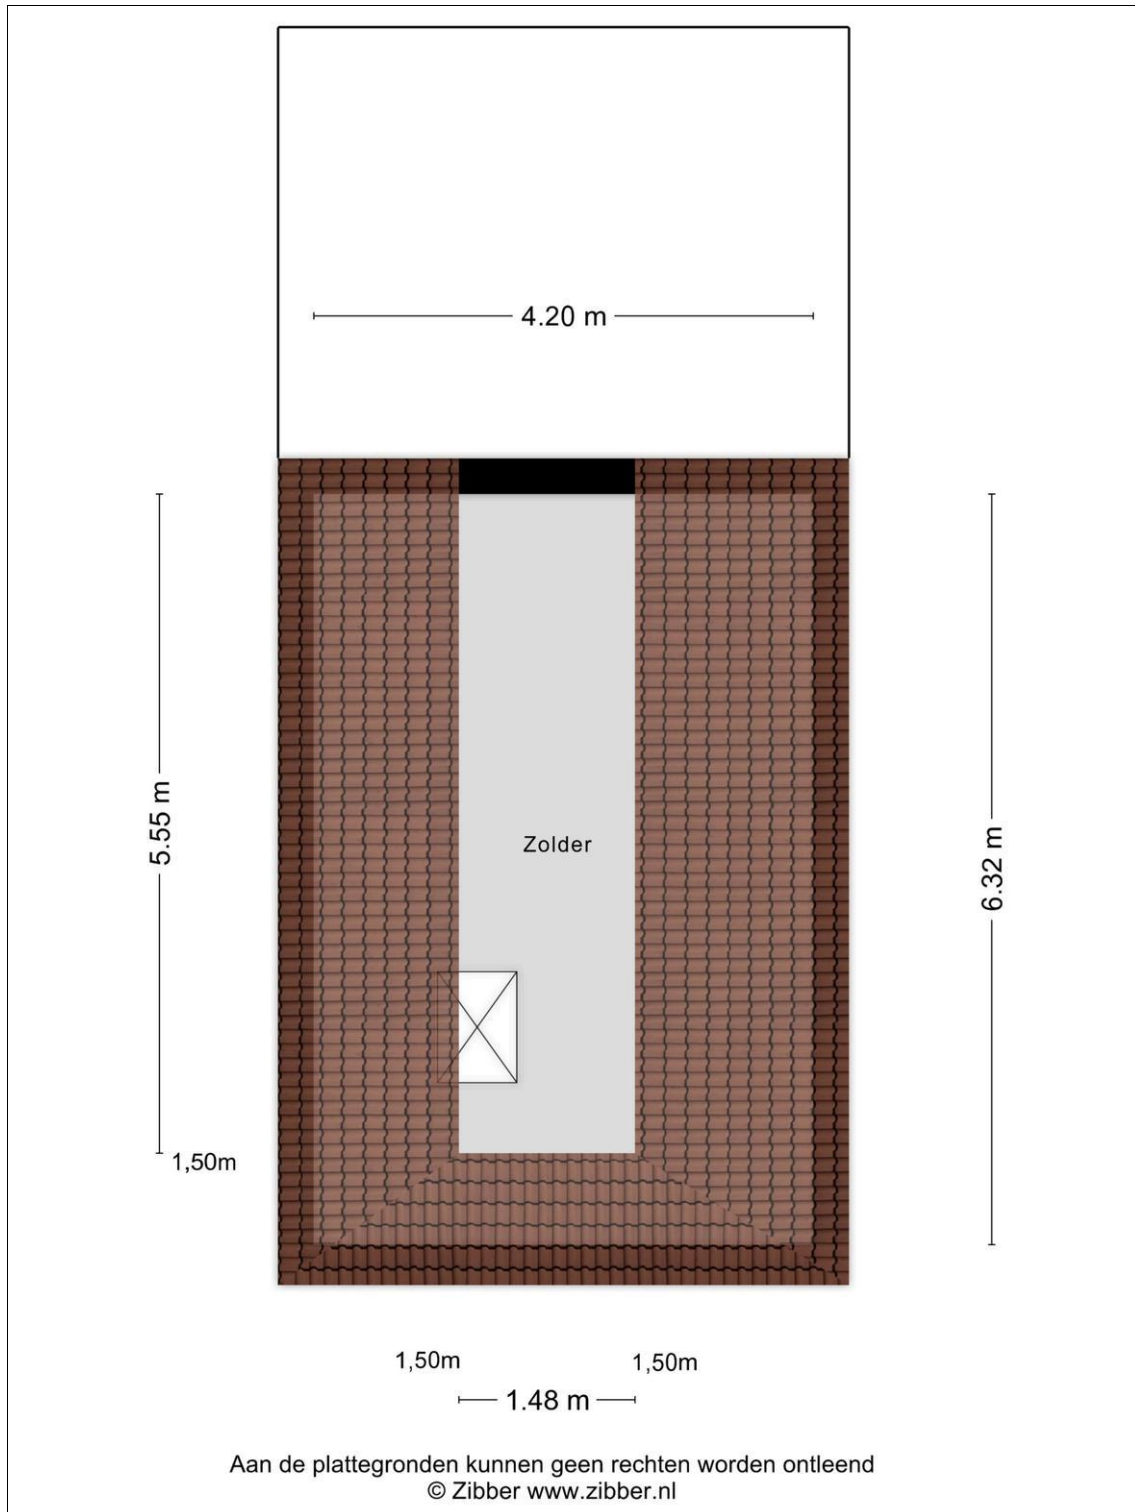 4.20 m
5.55 m
Zolder
6.32 m
1,50m
1,50m
1,50m
1.48 m
Aan de plattegronden kunnen geen rechten worden ontleend
© Zibber www.zibber.nl